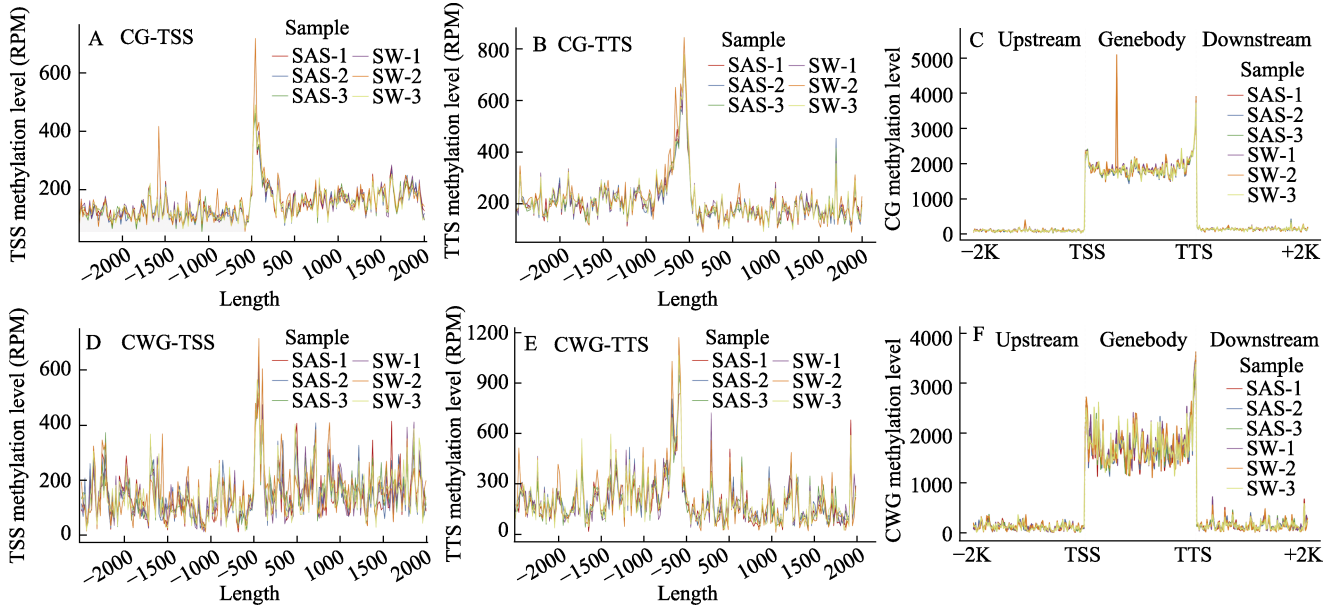 A CG-TSS
Sample
SAS-1 SW-1
SAS-2 SW-2
SAS-3 SW-3
TSS methylation level (RPM)
600
400
200
−2000 −1500 −1000 −500 500 1000 1500 2000
Length
B CG-TTS
Sample
SAS-1 SW-1
SAS-2 SW-2
SAS-3 SW-3
TTS methylation level (RPM)
800
600
400
200
−2000 −1500 −1000 −500 500 1000 1500 2000
Length
C Upstream Genebody Downstream
Sample
SAS-1
SAS-2
SAS-3
SW-1
SW-2
SW-3
CG methylation level
5000
4000
3000
2000
1000
0
−2K TSS TTS +2K
D CWG-TSS
Sample
SAS-1 SW-1
SAS-2 SW-2
SAS-3 SW-3
TSS methylation level (RPM)
600
400
200
0
−2000 −1500 −1000 −500 500 1000 1500 2000
Length
E CWG-TTS
Sample
SAS-1 SW-1
SAS-2 SW-2
SAS-3 SW-3
TTS methylation level (RPM)
1200
900
600
300
0
−2000 −1500 −1000 −500 500 1000 1500 2000
Length
F Upstream Genebody Downstream
Sample
SAS-1
SAS-2
SAS-3
SW-1
SW-2
SW-3
CWG methylation level
4000
3000
2000
1000
0
−2K TSS TTS +2K